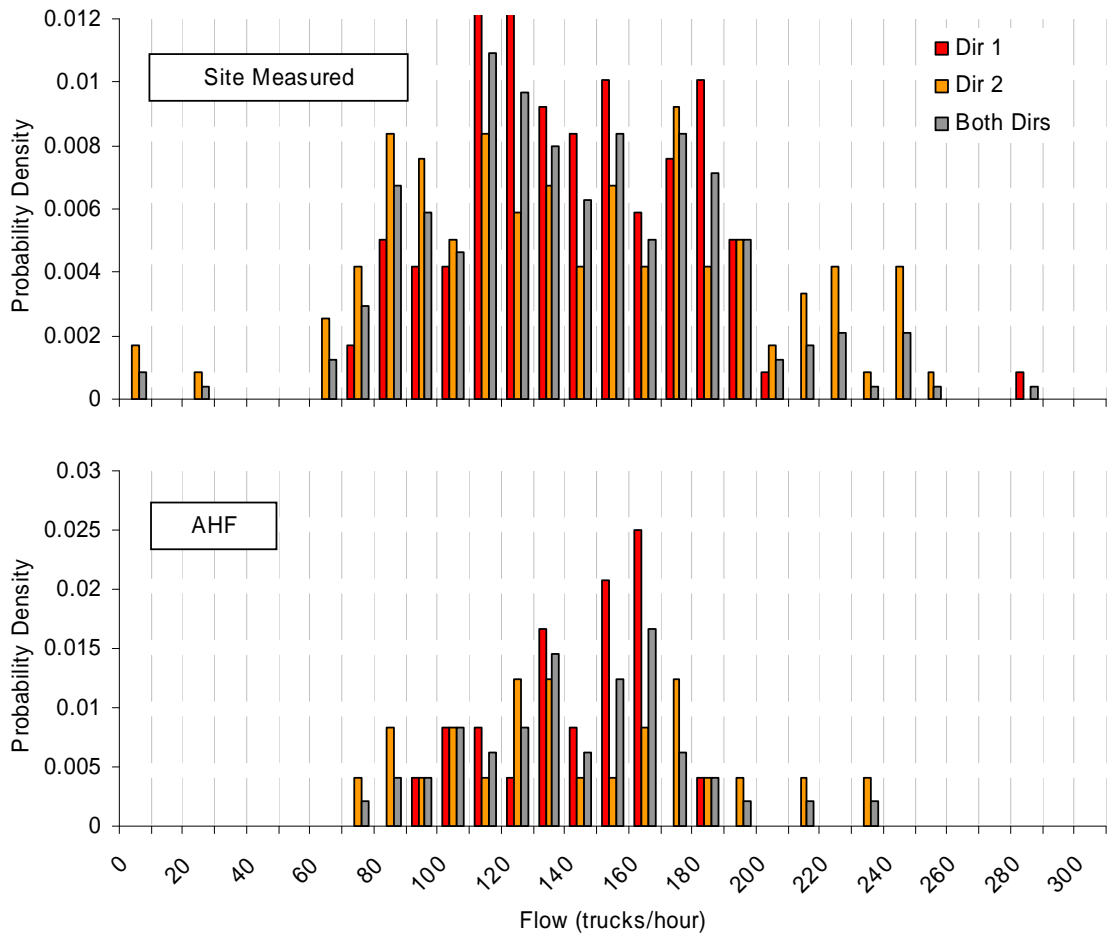 0.012
0.01
0.008
0.006
0.004
0.002
0
Probability Density
Site Measured
Dir 1
Dir 2
Both Dirs
0.03
0.025
0.02
0.015
0.01
0.005
0
Probability Density
AHF
0 20 40 60 80 100 120 140 160 180 200 220 240 260 280 300
Flow (trucks/hour)